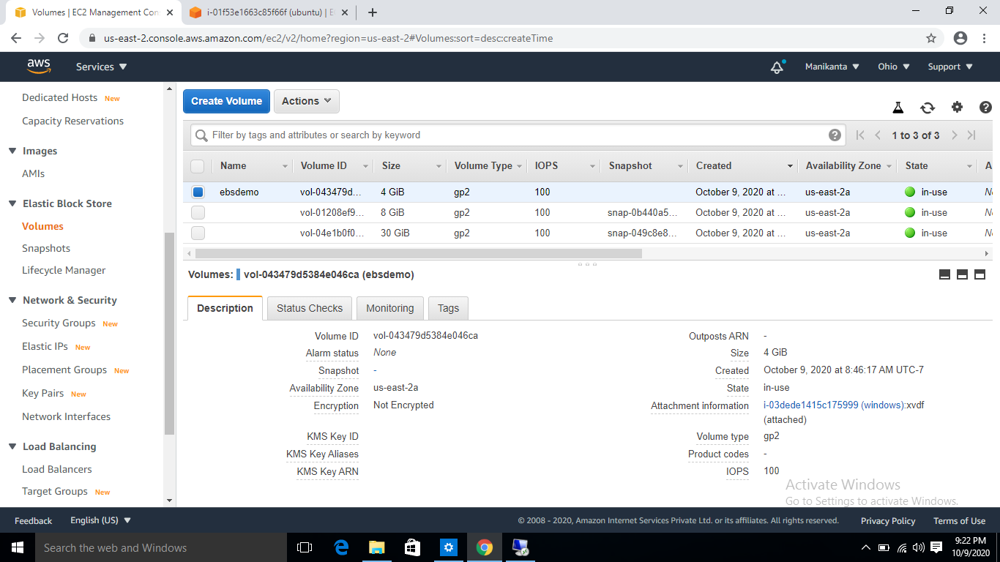 Volumes | EC2 Management Con
i-01f53e1663c85f66f (ubuntu) | E
us-east-2.console.aws.amazon.com/ec2/v2/home?region=us-east-2#Volumes:sort=desc:createTime
aws
Services
Manikanta
Ohio
Support
Dedicated Hosts New
Capacity Reservations
Images
AMIs
Elastic Block Store
Volumes
Snapshots
Lifecycle Manager
Network & Security
Security Groups New
Elastic IPs New
Placement Groups New
Key Pairs New
Network Interfaces
Load Balancing
Load Balancers
Target Groups New
Create Volume Actions
Filter by tags and attributes or search by keyword
1 to 3 of 3
Name Volume ID Size Volume Type IOPS Snapshot Created Availability Zone State A
ebsdemo vol-043479d... 4 GiB gp2 100 October 9, 2020 at ... us-east-2a in-use
vol-01208ef9... 8 GiB gp2 100 snap-0b440a5... October 9, 2020 at ... us-east-2a in-use
vol-04e1b0f0... 30 GiB gp2 100 snap-049c8e8... October 9, 2020 at ... us-east-2a in-use
Volumes: vol-043479d5384e046ca (ebsdemo)
Description Status Checks Monitoring Tags
Volume ID vol-043479d5384e046ca
Alarm status None
Snapshot -
Availability Zone us-east-2a
Encryption Not Encrypted
KMS Key ID
KMS Key Aliases
KMS Key ARN
Outposts ARN -
Size 4 GiB
Created October 9, 2020 at 8:46:17 AM UTC-7
State in-use
Attachment information i-03dede1415c175999 (windows):xvdf
(attached)
Volume type gp2
Product codes -
IOPS 100
Activate Windows
Go to Settings to activate Windows.
Feedback English (US)
© 2008 - 2020, Amazon Internet Services Private Ltd. or its affiliates. All rights reserved. Privacy Policy Terms of Use
Search the web and Windows
9:22 PM
10/9/2020